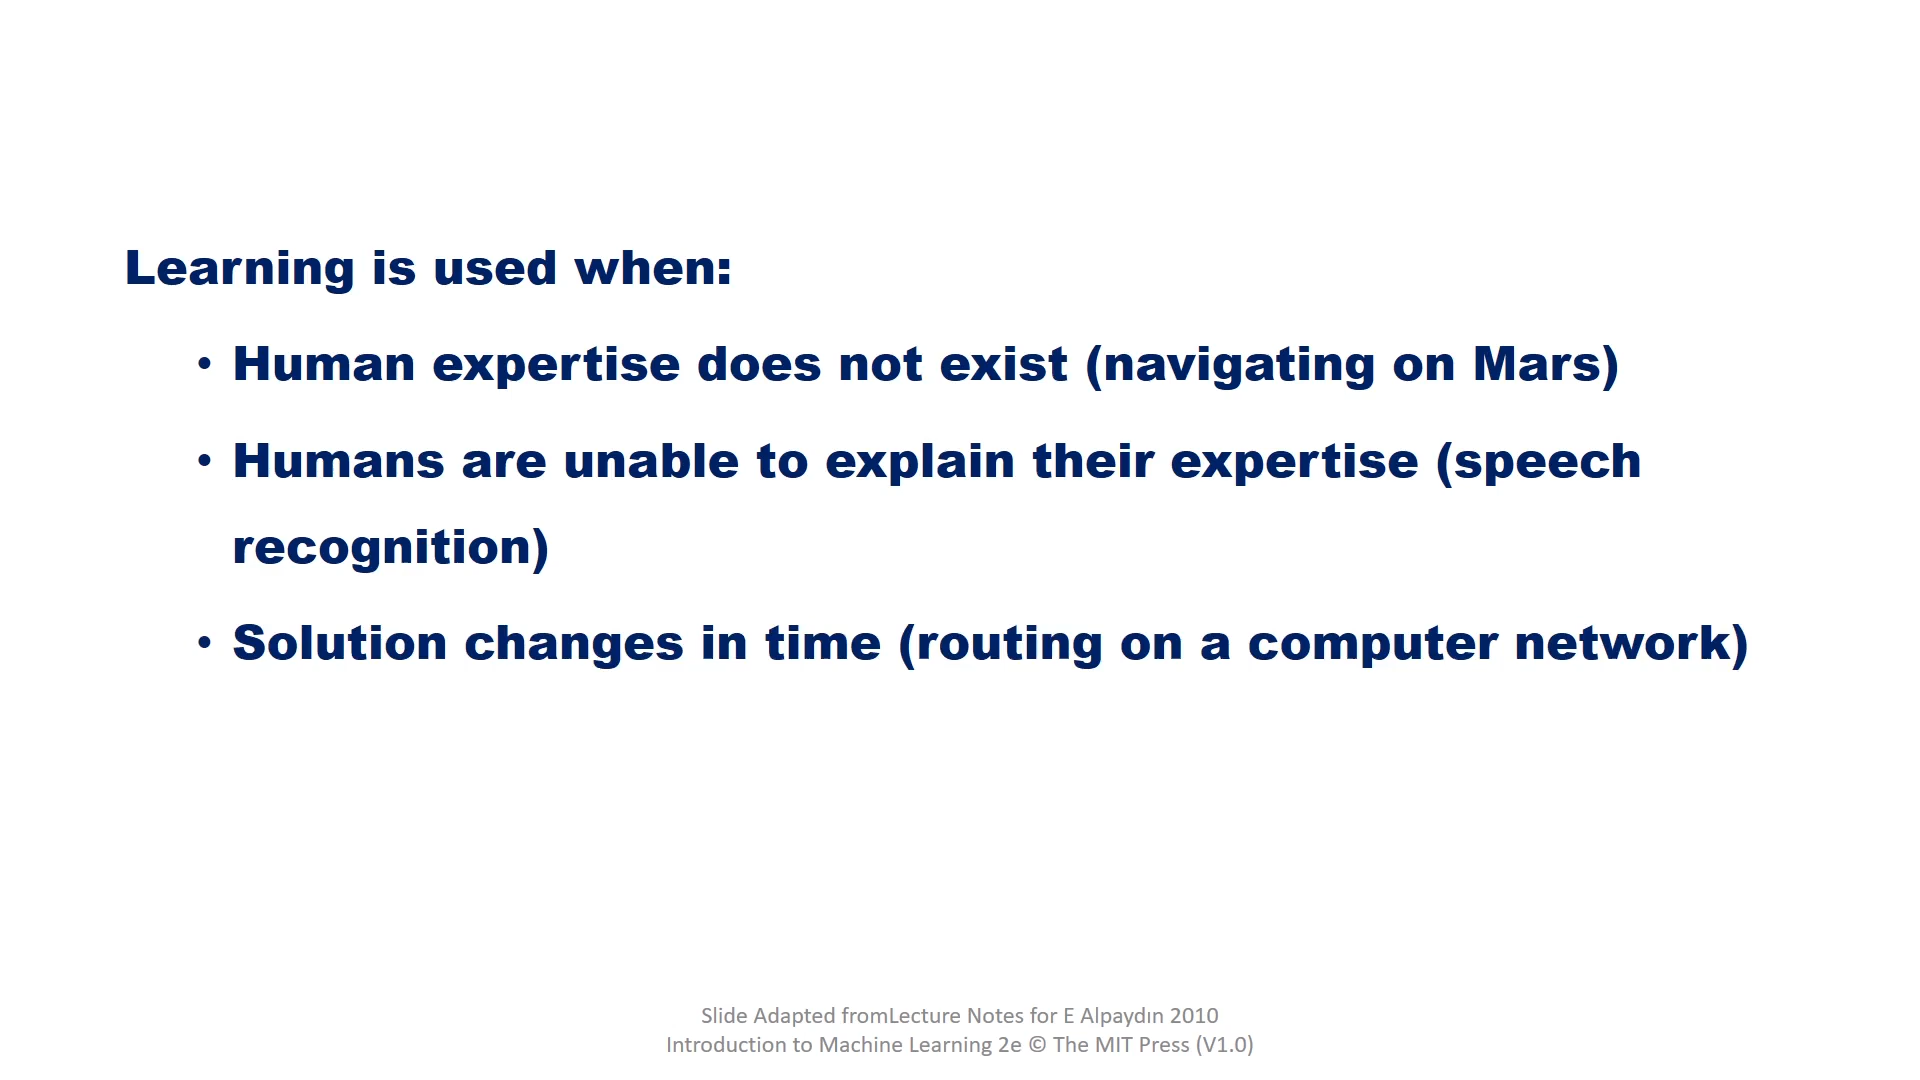 Learning is used when:
• Human expertise does not exist (navigating on Mars)
• Humans are unable to explain their expertise (speech
recognition)
• Solution changes in time (routing on a computer network)
Slide Adapted fromLecture Notes for E Alpaydın 2010
Introduction to Machine Learning 2e © The MIT Press (V1.0)